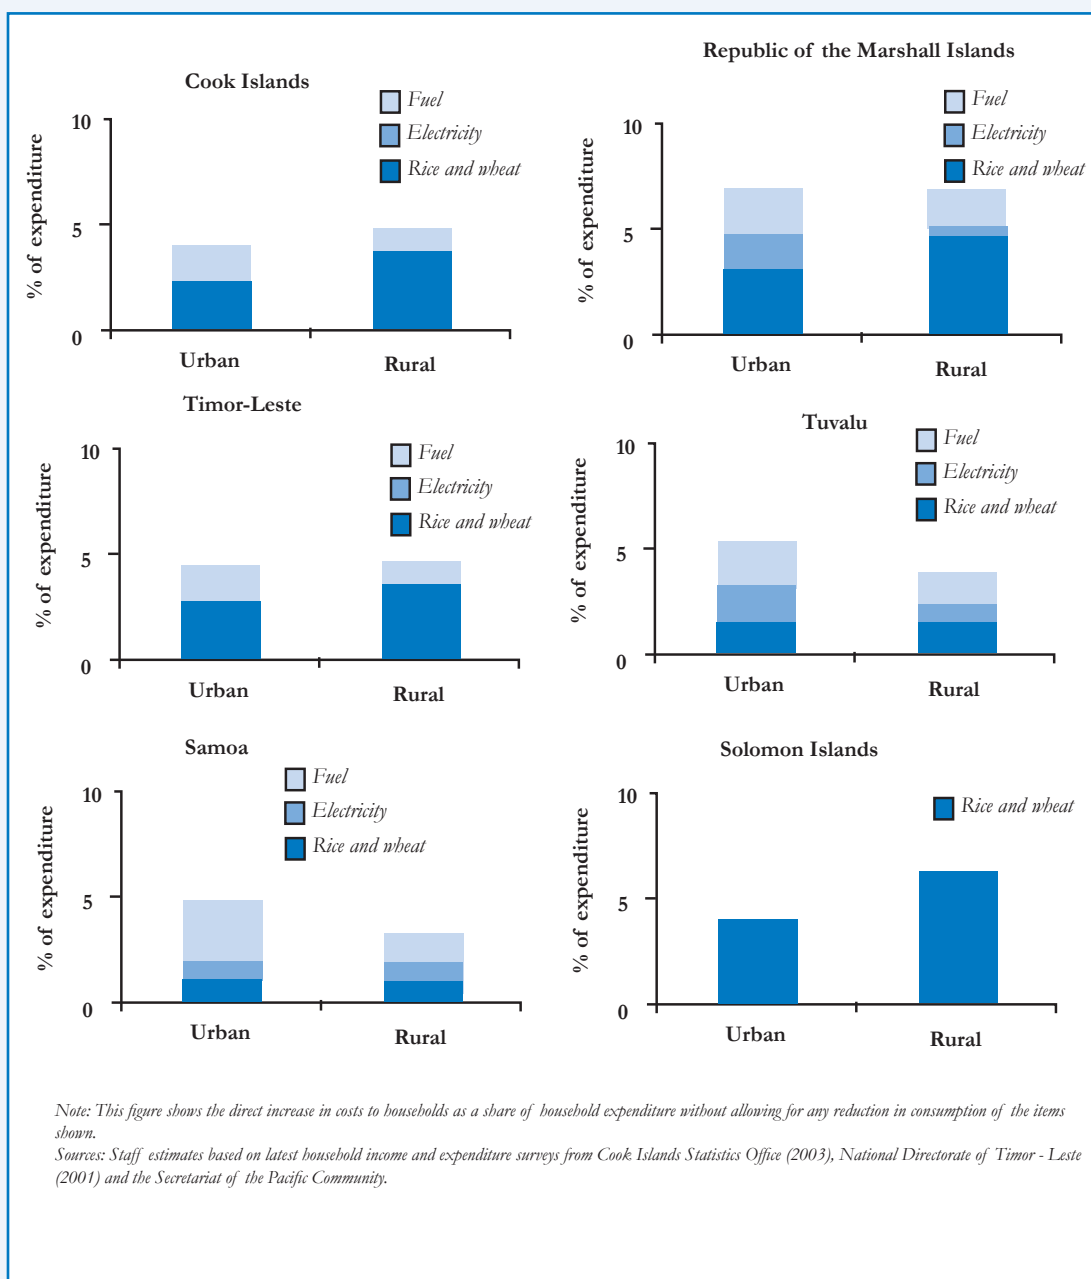 Cook Islands
Fuel
Electricity
Rice and wheat
10
5
0
% of expenditure
Urban
Rural
Republic of the Marshall Islands
Fuel
Electricity
Rice and wheat
10
5
0
% of expenditure
Urban
Rural
Timor-Leste
Fuel
Electricity
Rice and wheat
10
5
0
% of expenditure
Urban
Rural
Tuvalu
Fuel
Electricity
Rice and wheat
10
5
0
% of expenditure
Urban
Rural
Samoa
Fuel
Electricity
Rice and wheat
10
5
0
% of expenditure
Urban
Rural
Solomon Islands
Rice and wheat
10
5
0
% of expenditure
Urban
Rural
Note: This figure shows the direct increase in costs to households as a share of household expenditure without allowing for any reduction in consumption of the items
shown.
Sources: Staff estimates based on latest household income and expenditure surveys from Cook Islands Statistics Office (2003), National Directorate of Timor - Leste
(2001) and the Secretariat of the Pacific Community.